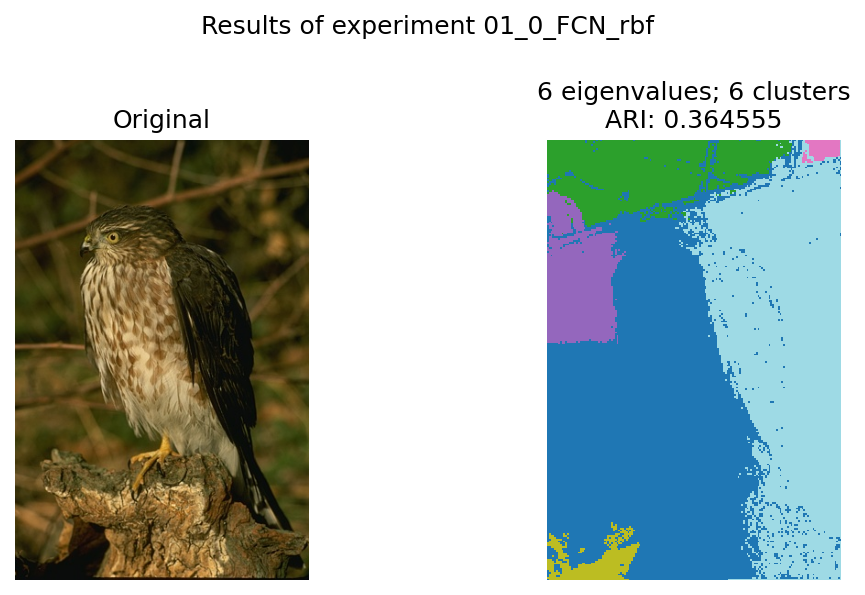 Results of experiment 01_0_FCN_rbf
Original
6 eigenvalues; 6 clusters
ARI: 0.364555